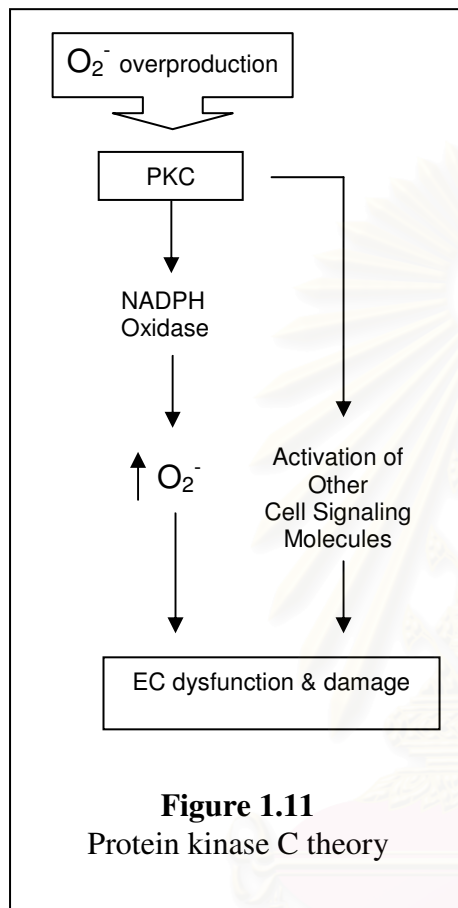 O₂⁻ overproduction
PKC
NADPH
Oxidase
↑ O₂⁻
Activation of
Other
Cell Signaling
Molecules
EC dysfunction & damage
Figure 1.11
Protein kinase C theory